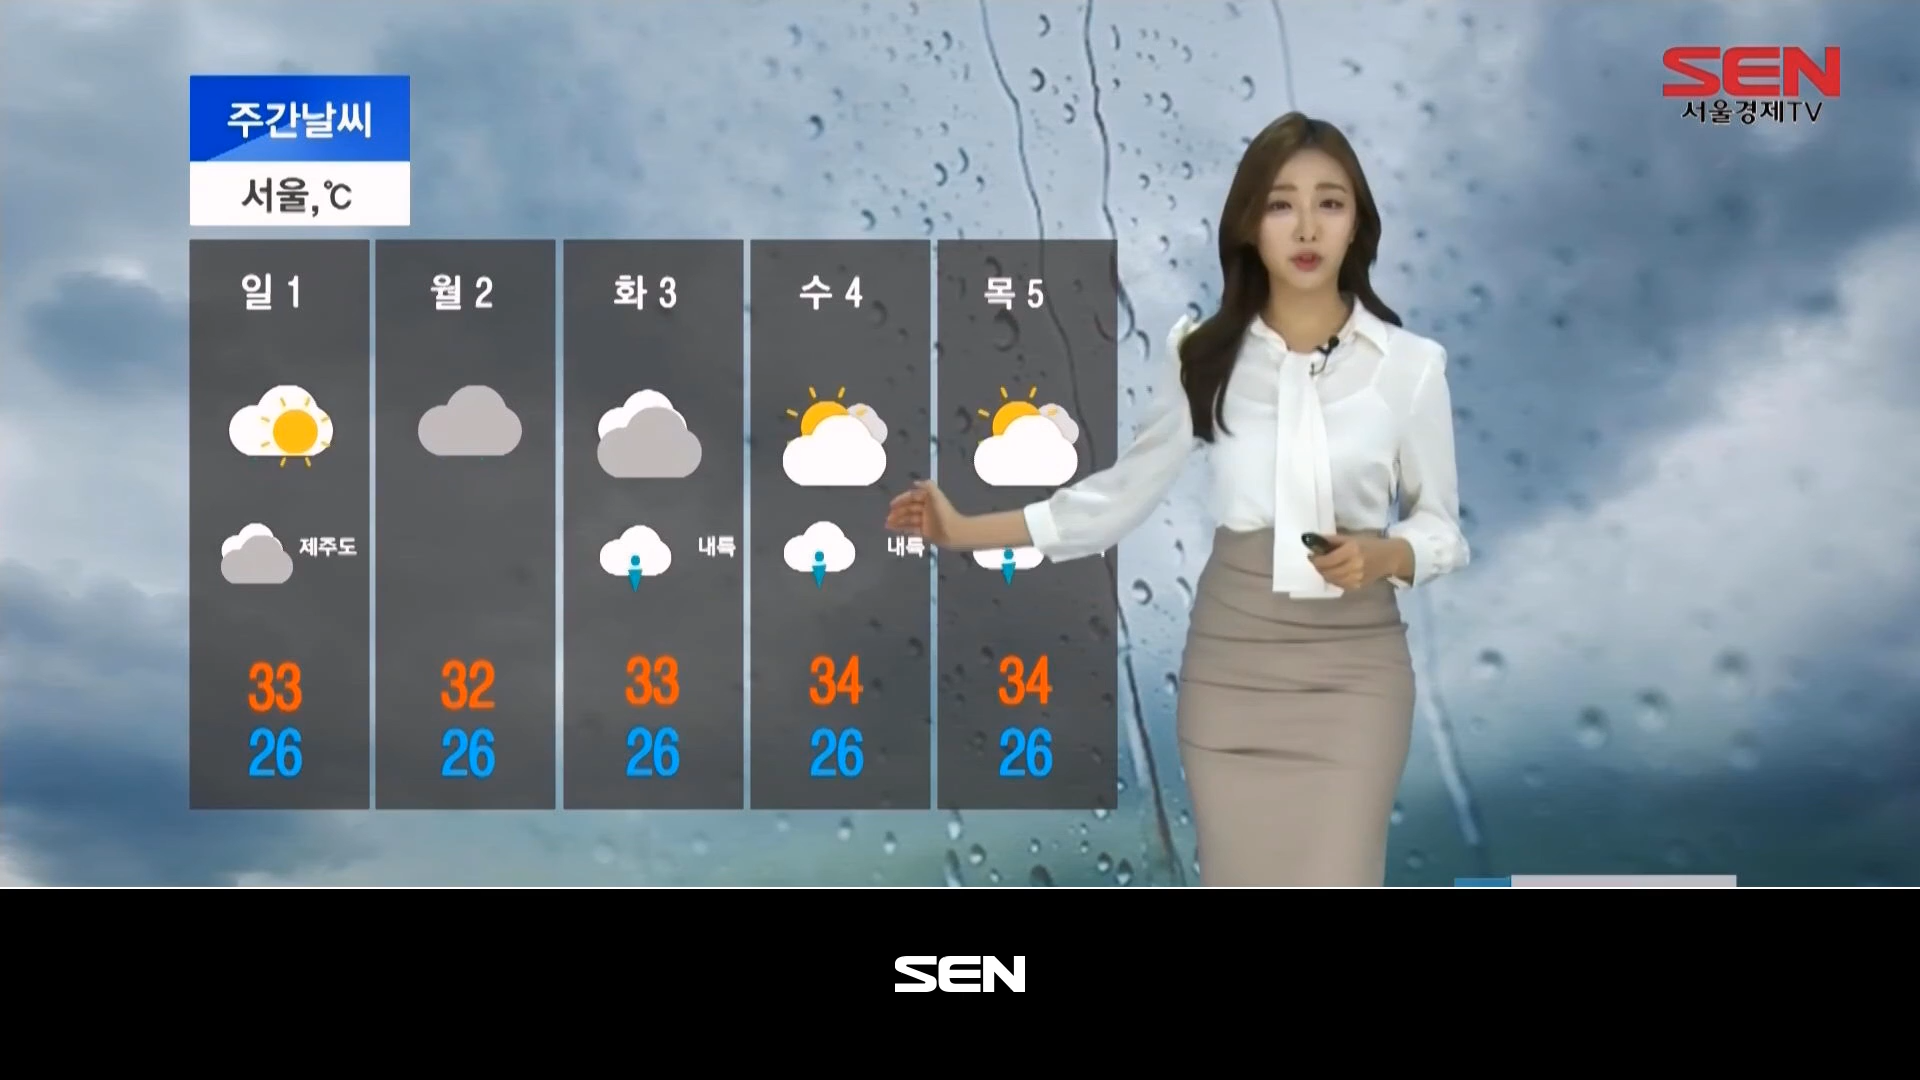 SEN
서울경제TV
주간날씨
서울,℃
일 1
월 2
화 3
수 4
목 5
제주도
내륙
내륙
33
32
33
34
34
26
26
26
26
26
SEN